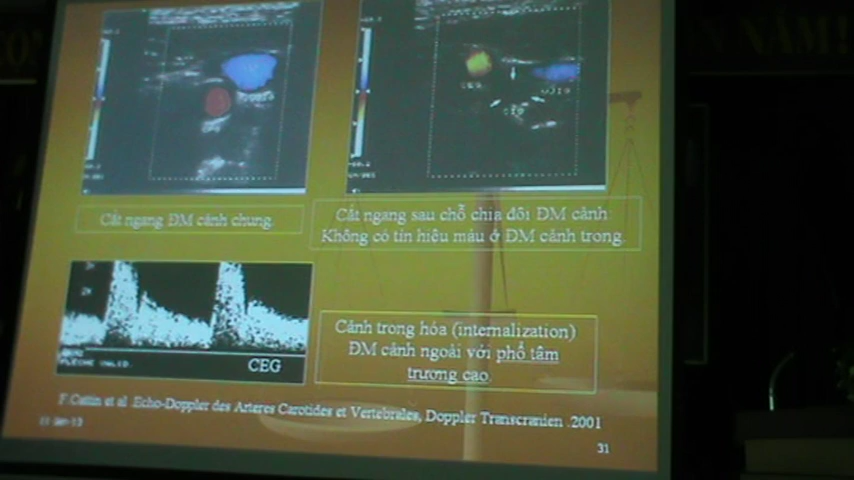 Cắt ngang ĐM cảnh chung.
Cắt ngang sau chỗ chia đôi ĐM cảnh.
Không có tín hiệu máu ở ĐM cảnh trong.
CEG
Cảnh trong hóa (internalization)
ĐM cảnh ngoài với phổ tâm
trương cao.
F.Cattin et al .Echo-Doppler des Arteres Carotides et Vertebrales, Doppler Transcranien .2001
31
NĂM!